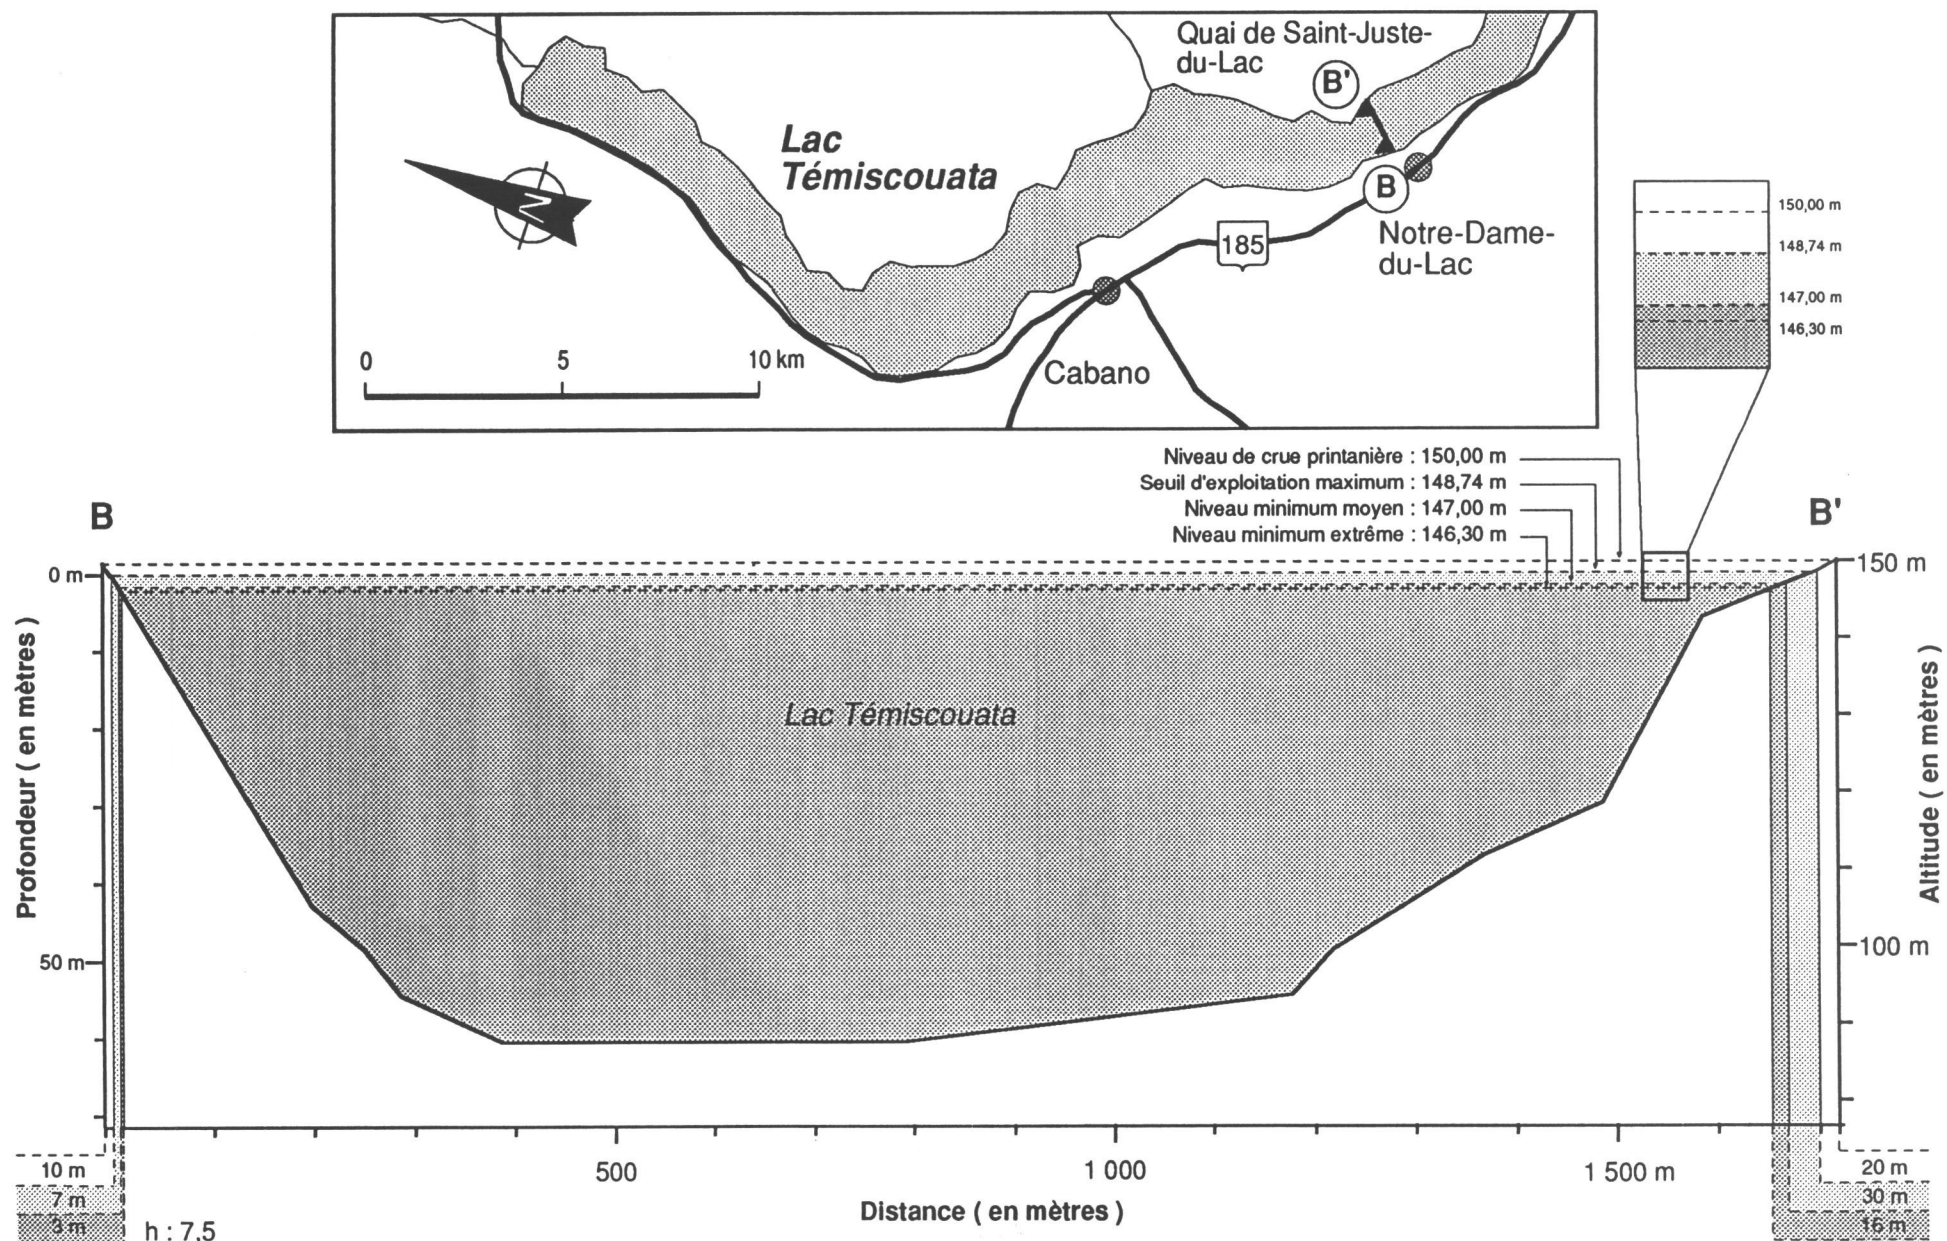 Quai de Saint-Juste-
du-Lac
B'
Lac
Témiscouata
N
B
185
Notre-Dame-
du-Lac
0 5 10 km
Cabano
150,00 m
148,74 m
147,00 m
146,30 m
Niveau de crue printanière : 150,00 m
Seuil d'exploitation maximum : 148,74 m
Niveau minimum moyen : 147,00 m
Niveau minimum extrême : 146,30 m
B
B'
0 m
150 m
Profondeur ( en mètres )
Lac Témiscouata
Altitude ( en mètres )
50 m
100 m
500 1 000 1 500 m
10 m
7 m
3 m
h : 7,5
Distance ( en mètres )
20 m
30 m
16 m